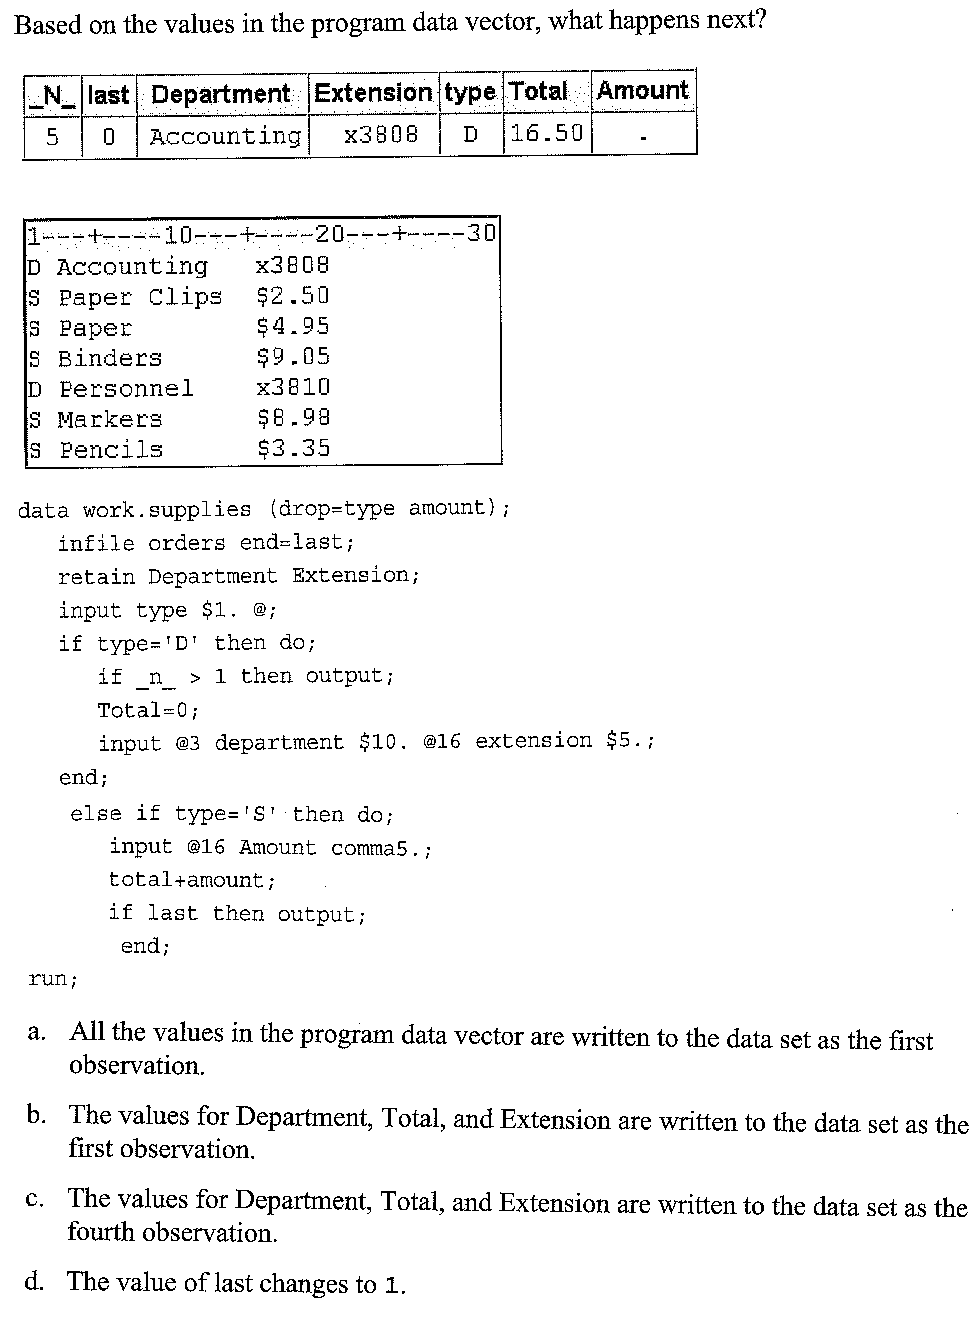 Based on the values in the program data vector, what happens next?
_N_ last Department Extension type Total Amount
5 0 Accounting x3808 D 16.50 .
1---+----10---+----20---+----30
D Accounting x3808
S Paper Clips $2.50
S Paper $4.95
S Binders $9.05
D Personnel x3810
S Markers $8.98
S Pencils $3.35
data work.supplies (drop=type amount);
infile orders end=last;
retain Department Extension;
input type $1. @;
if type='D' then do;
if _n_ > 1 then output;
Total=0;
input @3 department $10. @16 extension $5.;
end;
else if type='S' then do;
input @16 Amount comma5.;
total+amount;
if last then output;
end;
run;
a. All the values in the program data vector are written to the data set as the first
observation.
b. The values for Department, Total, and Extension are written to the data set as the
first observation.
c. The values for Department, Total, and Extension are written to the data set as the
fourth observation.
d. The value of last changes to 1.